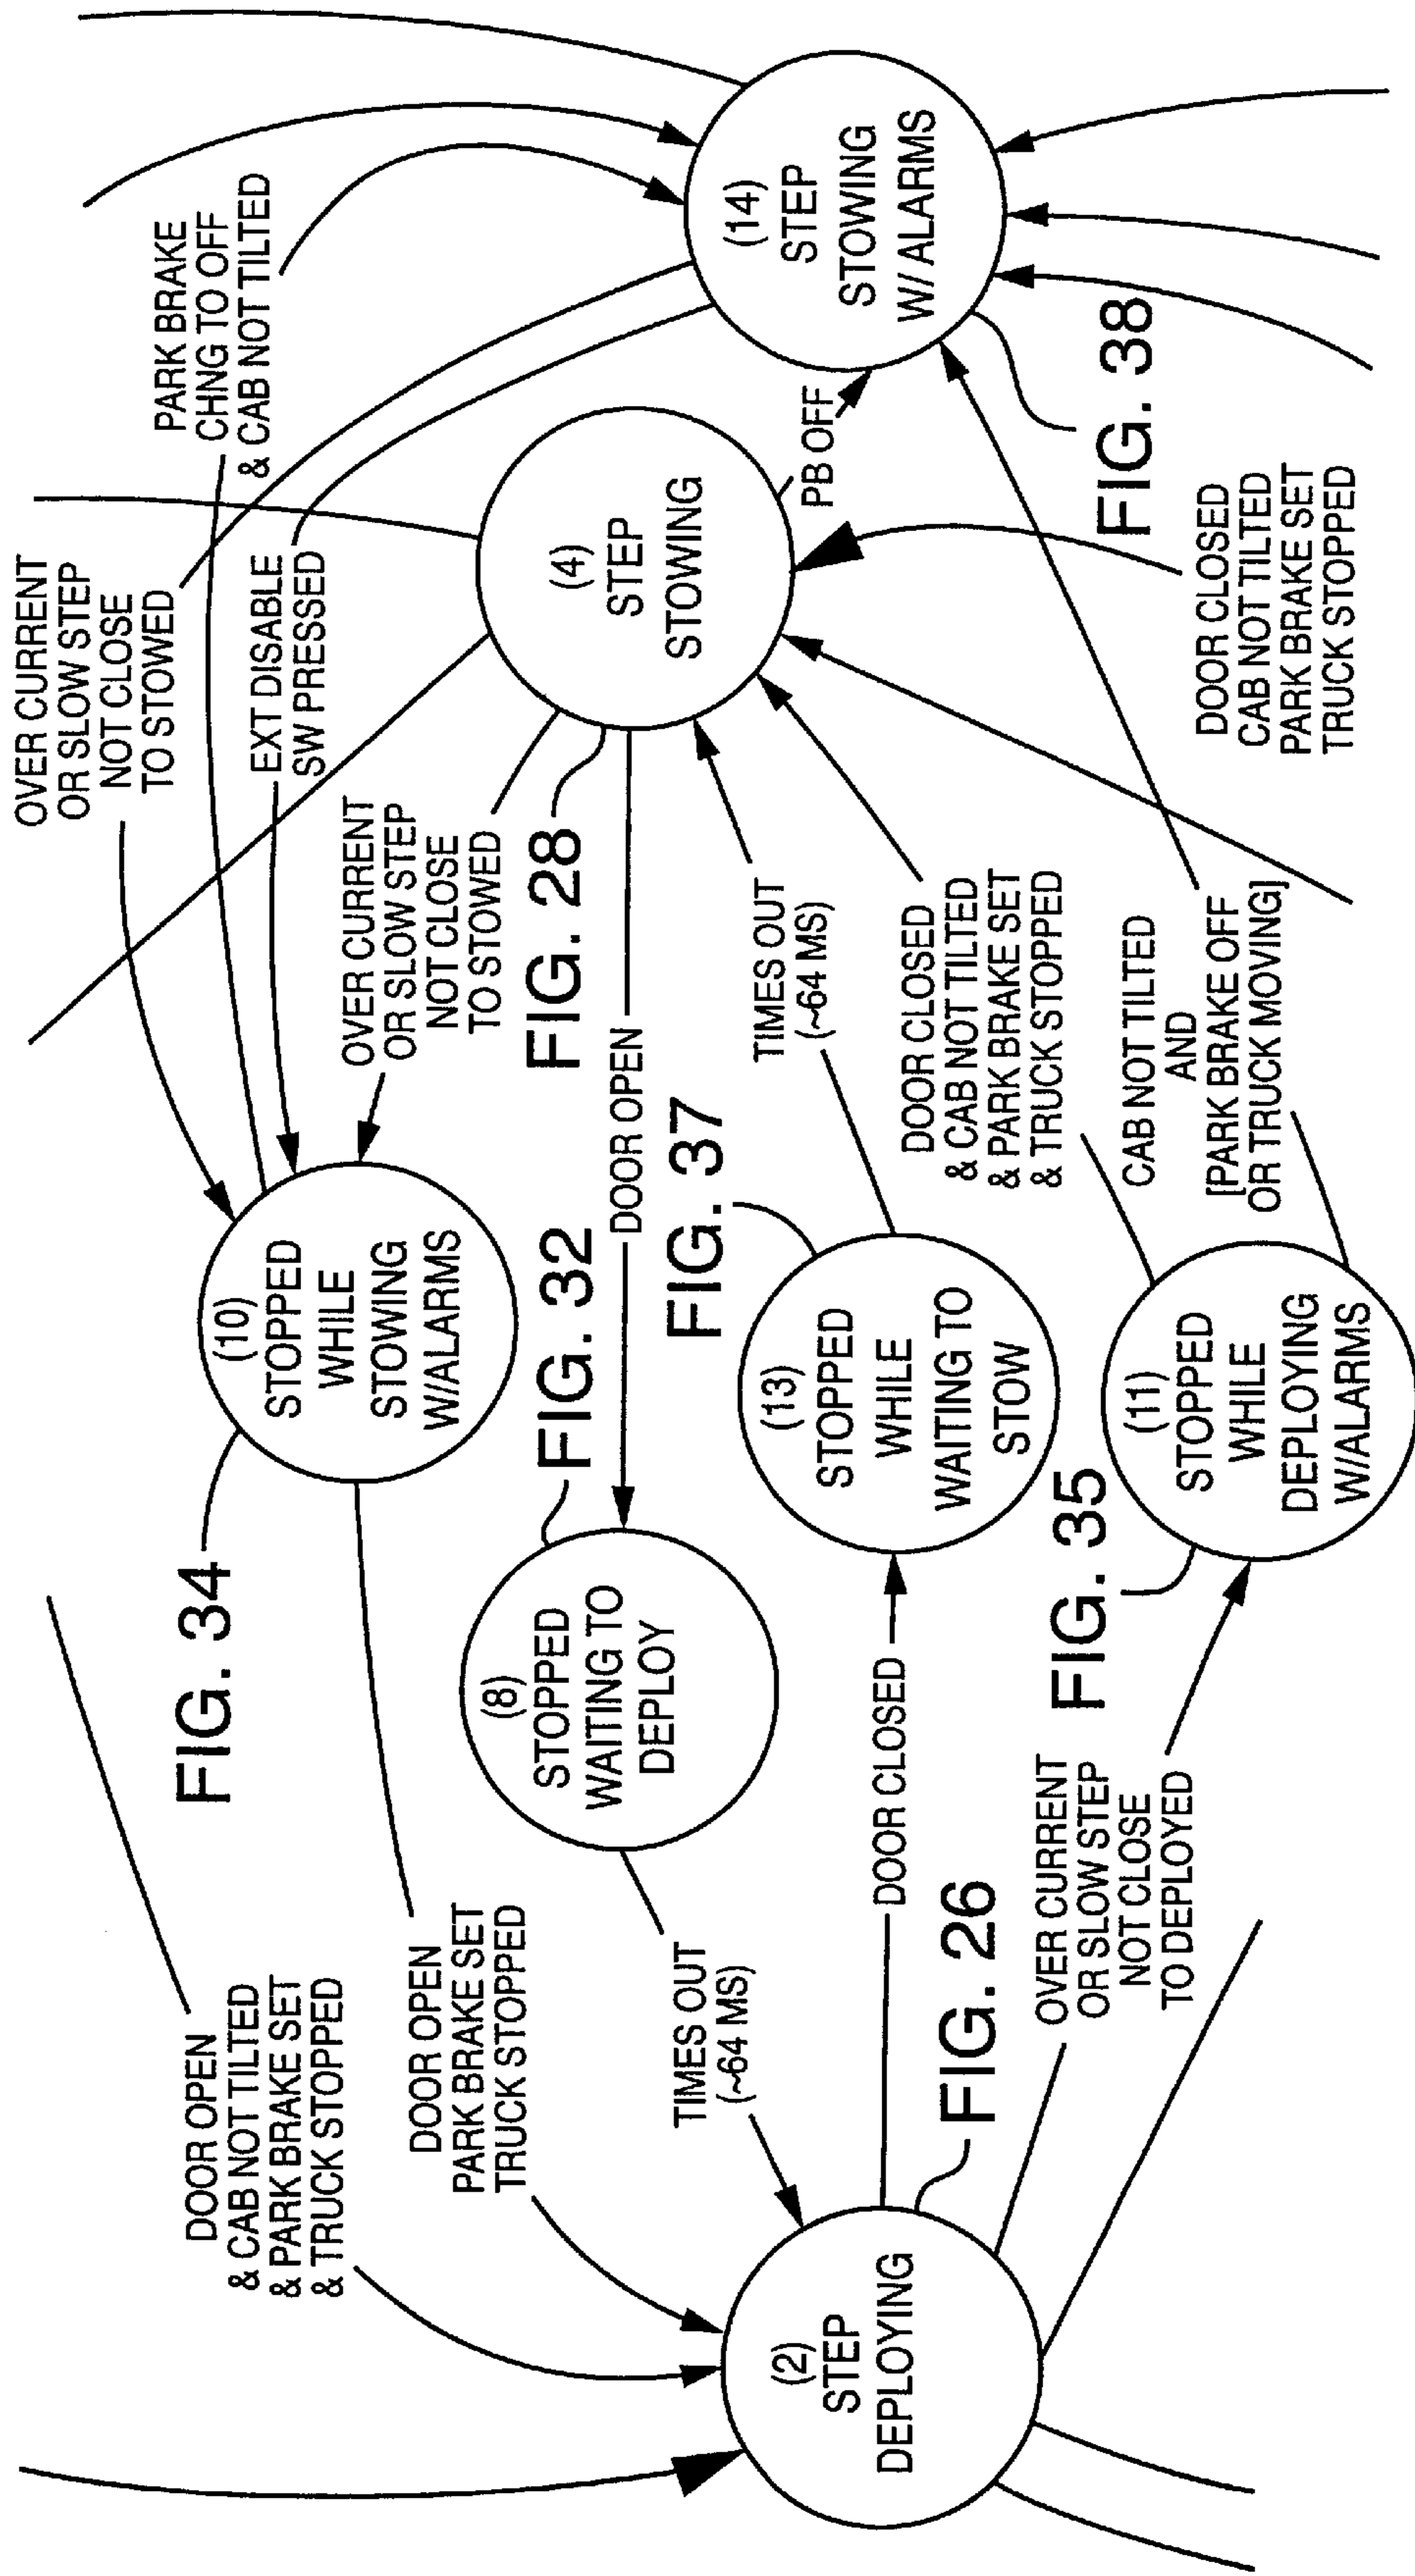 DOOR OPEN
& CAB NOT TILTED
& PARK BRAKE SET
& TRUCK STOPPED
FIG. 34
(10)
STOPPED
WHILE
STOWING
W/ALARMS
OVER CURRENT
OR SLOW STEP
NOT CLOSE
TO STOWED
PARK BRAKE
CHNG TO OFF
& CAB NOT TILTED
EXT DISABLE
SW PRESSED
DOOR OPEN
PARK BRAKE SET
TRUCK STOPPED
OVER CURRENT
OR SLOW STEP
NOT CLOSE
TO STOWED
(8)
STOPPED
WAITING TO
DEPLOY
FIG. 32
FIG. 28
DOOR OPEN
(4)
STEP
STOWING
PB OFF
(14)
STEP
STOWING
W/ ALARMS
FIG. 38
TIMES OUT
(~64 MS)
FIG. 37
(13)
STOPPED
WHILE
WAITING TO
STOW
TIMES OUT
(~64 MS)
(2)
STEP
DEPLOYING
DOOR CLOSED
FIG. 26
DOOR CLOSED
& CAB NOT TILTED
& PARK BRAKE SET
& TRUCK STOPPED
OVER CURRENT
OR SLOW STEP
NOT CLOSE
TO DEPLOYED
FIG. 35
(11)
STOPPED
WHILE
DEPLOYING
W/ALARMS
CAB NOT TILTED
AND
[PARK BRAKE OFF
OR TRUCK MOVING]
DOOR CLOSED
CAB NOT TILTED
PARK BRAKE SET
TRUCK STOPPED